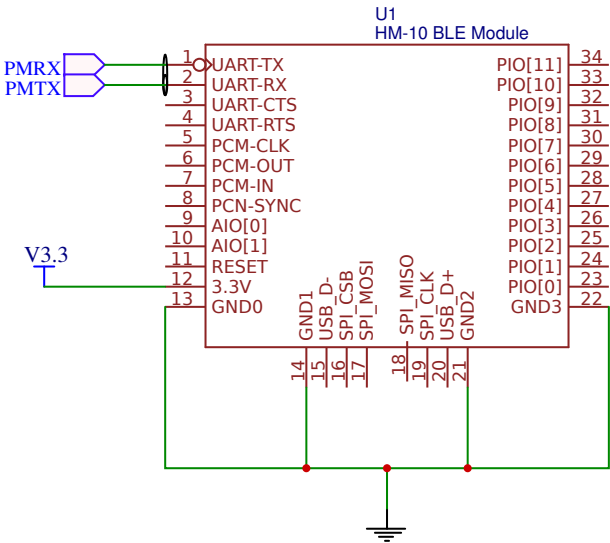 U1
HM-10 BLE Module
PMRX
PMTX
V3.3
1 UART-TX
2 UART-RX
3 UART-CTS
4 UART-RTS
5 PCM-CLK
6 PCM-OUT
7 PCM-IN
8 PCN-SYNC
9 AIO[0]
10 AIO[1]
11 RESET
12 3.3V
13 GND0
PIO[11] 34
PIO[10] 33
PIO[9] 32
PIO[8] 31
PIO[7] 30
PIO[6] 29
PIO[5] 28
PIO[4] 27
PIO[3] 26
PIO[2] 25
PIO[1] 24
PIO[0] 23
GND3 22
14 GND1
15 USB_D-
16 SPI_CSB
17 SPI_MOSI
18 SPI_MISO
19 SPI_CLK
20 USB_D+
21 GND2